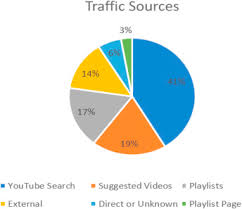 Traffic Sources
3%
6%
14%
41%
17%
19%
YouTube Search Suggested Videos Playlists
External Direct or Unknown Playlist Page